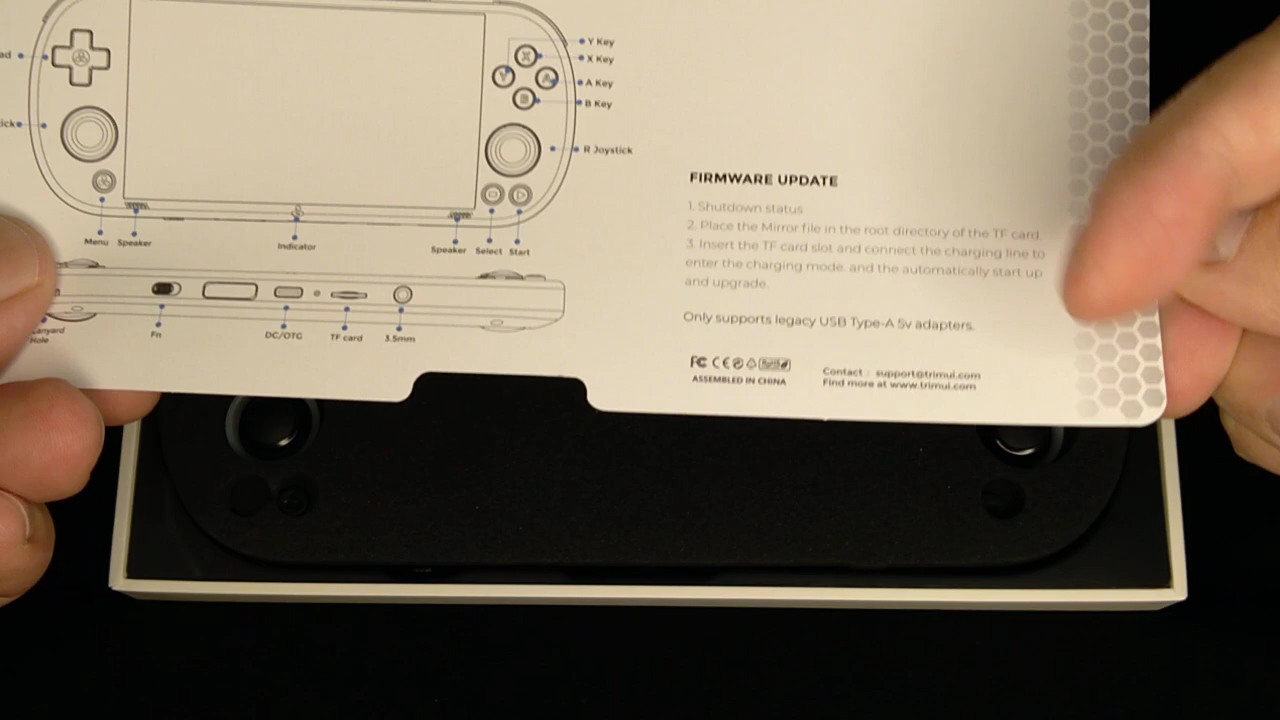 Y Key
X Key
A Key
B Key
R Joystick
X
Y
A
B
Menu
Speaker
Indicator
Speaker
Select
Start
Lanyard
Hole
Fn
DC/OTG
TF card
3.5mm
FIRMWARE UPDATE
1. Shutdown status
2. Place the Mirror file in the root directory of the TF card.
3. Insert the TF card slot and connect the charging line to
enter the charging mode. and the automatically start up
and upgrade.
Only supports legacy USB Type-A 5v adapters.
FC CE
ASSEMBLED IN CHINA
Contact : support@trimui.com
Find more at www.trimui.com